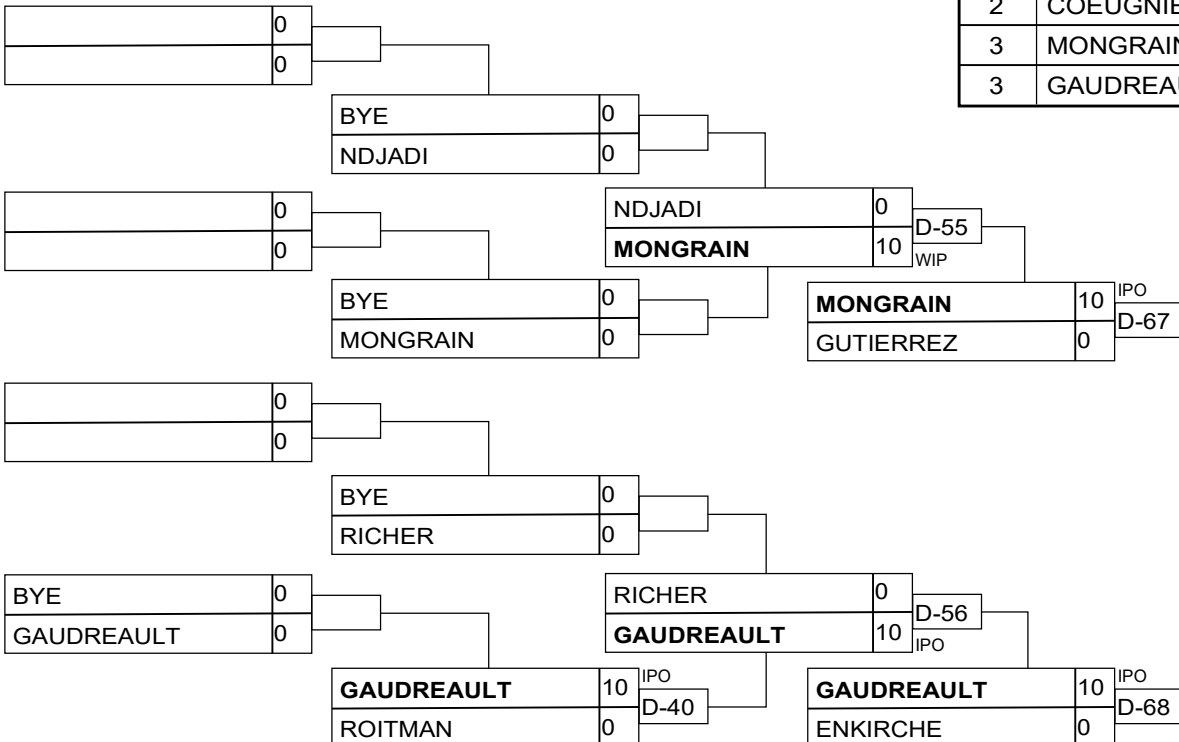 0
0
2 COEUGNIE
3 MONGRAIN
3 GAUDREAU
BYE 0
NDJADI 0
0
0
NDJADI 0
MONGRAIN 10
D-55
WIP
BYE 0
MONGRAIN 0
MONGRAIN 10
GUTIERREZ 0
IPO
D-67
0
0
BYE 0
RICHER 0
BYE 0
GAUDREAULT 0
RICHER 0
GAUDREAULT 10
D-56
IPO
GAUDREAULT 10
ROITMAN 0
IPO
D-40
GAUDREAULT 10
ENKIRCHE 0
IPO
D-68